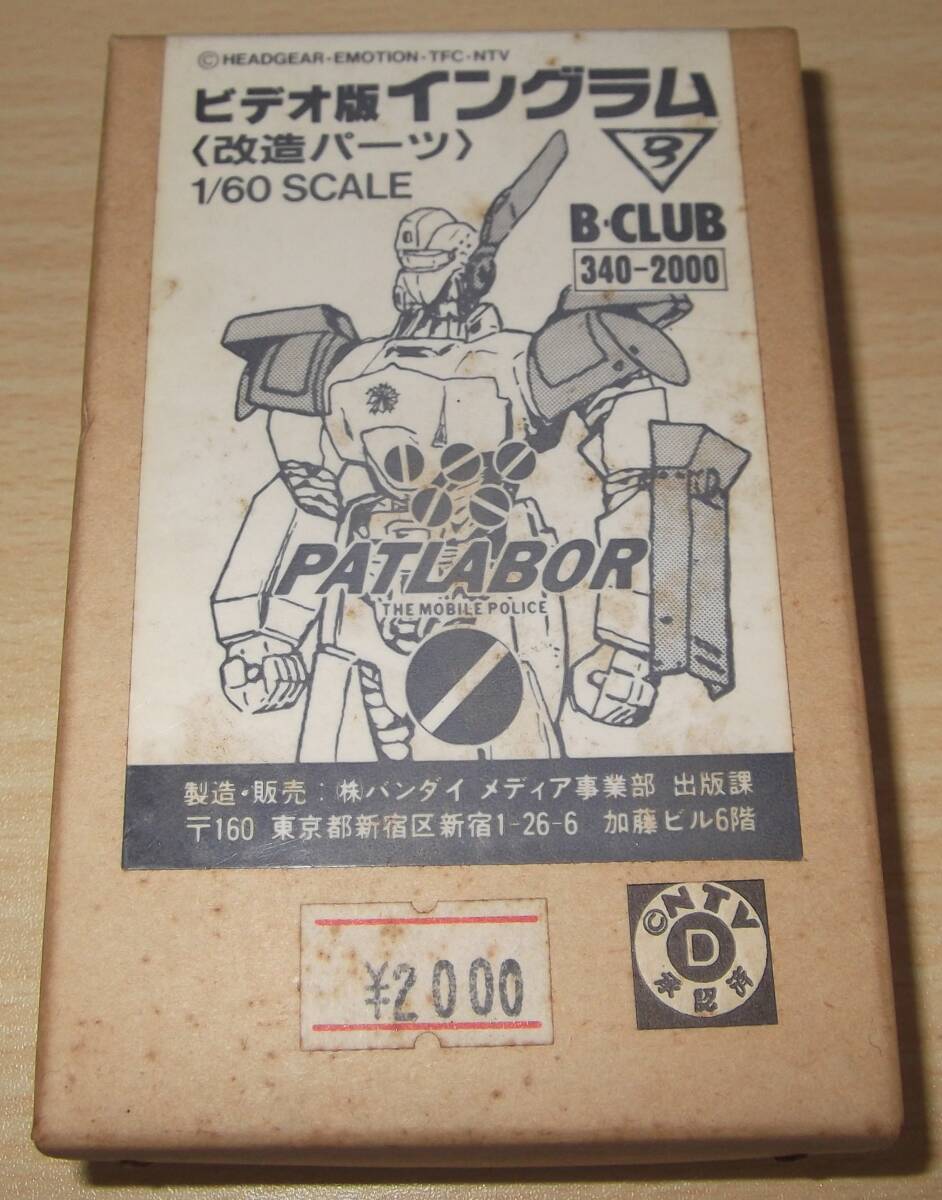 ©HEADGEAR・EMOTION・TFC・NTV
ビデオ版イングラム
〈改造パーツ〉
1/60 SCALE
B
B・CLUB
340-2000
PATLABOR
THE MOBILE POLICE
製造・販売：㈱バンダイ メディア事業部 出版課
〒160 東京都新宿区新宿1-26-6 加藤ビル6階
¥2000
©NTV
D
承認済